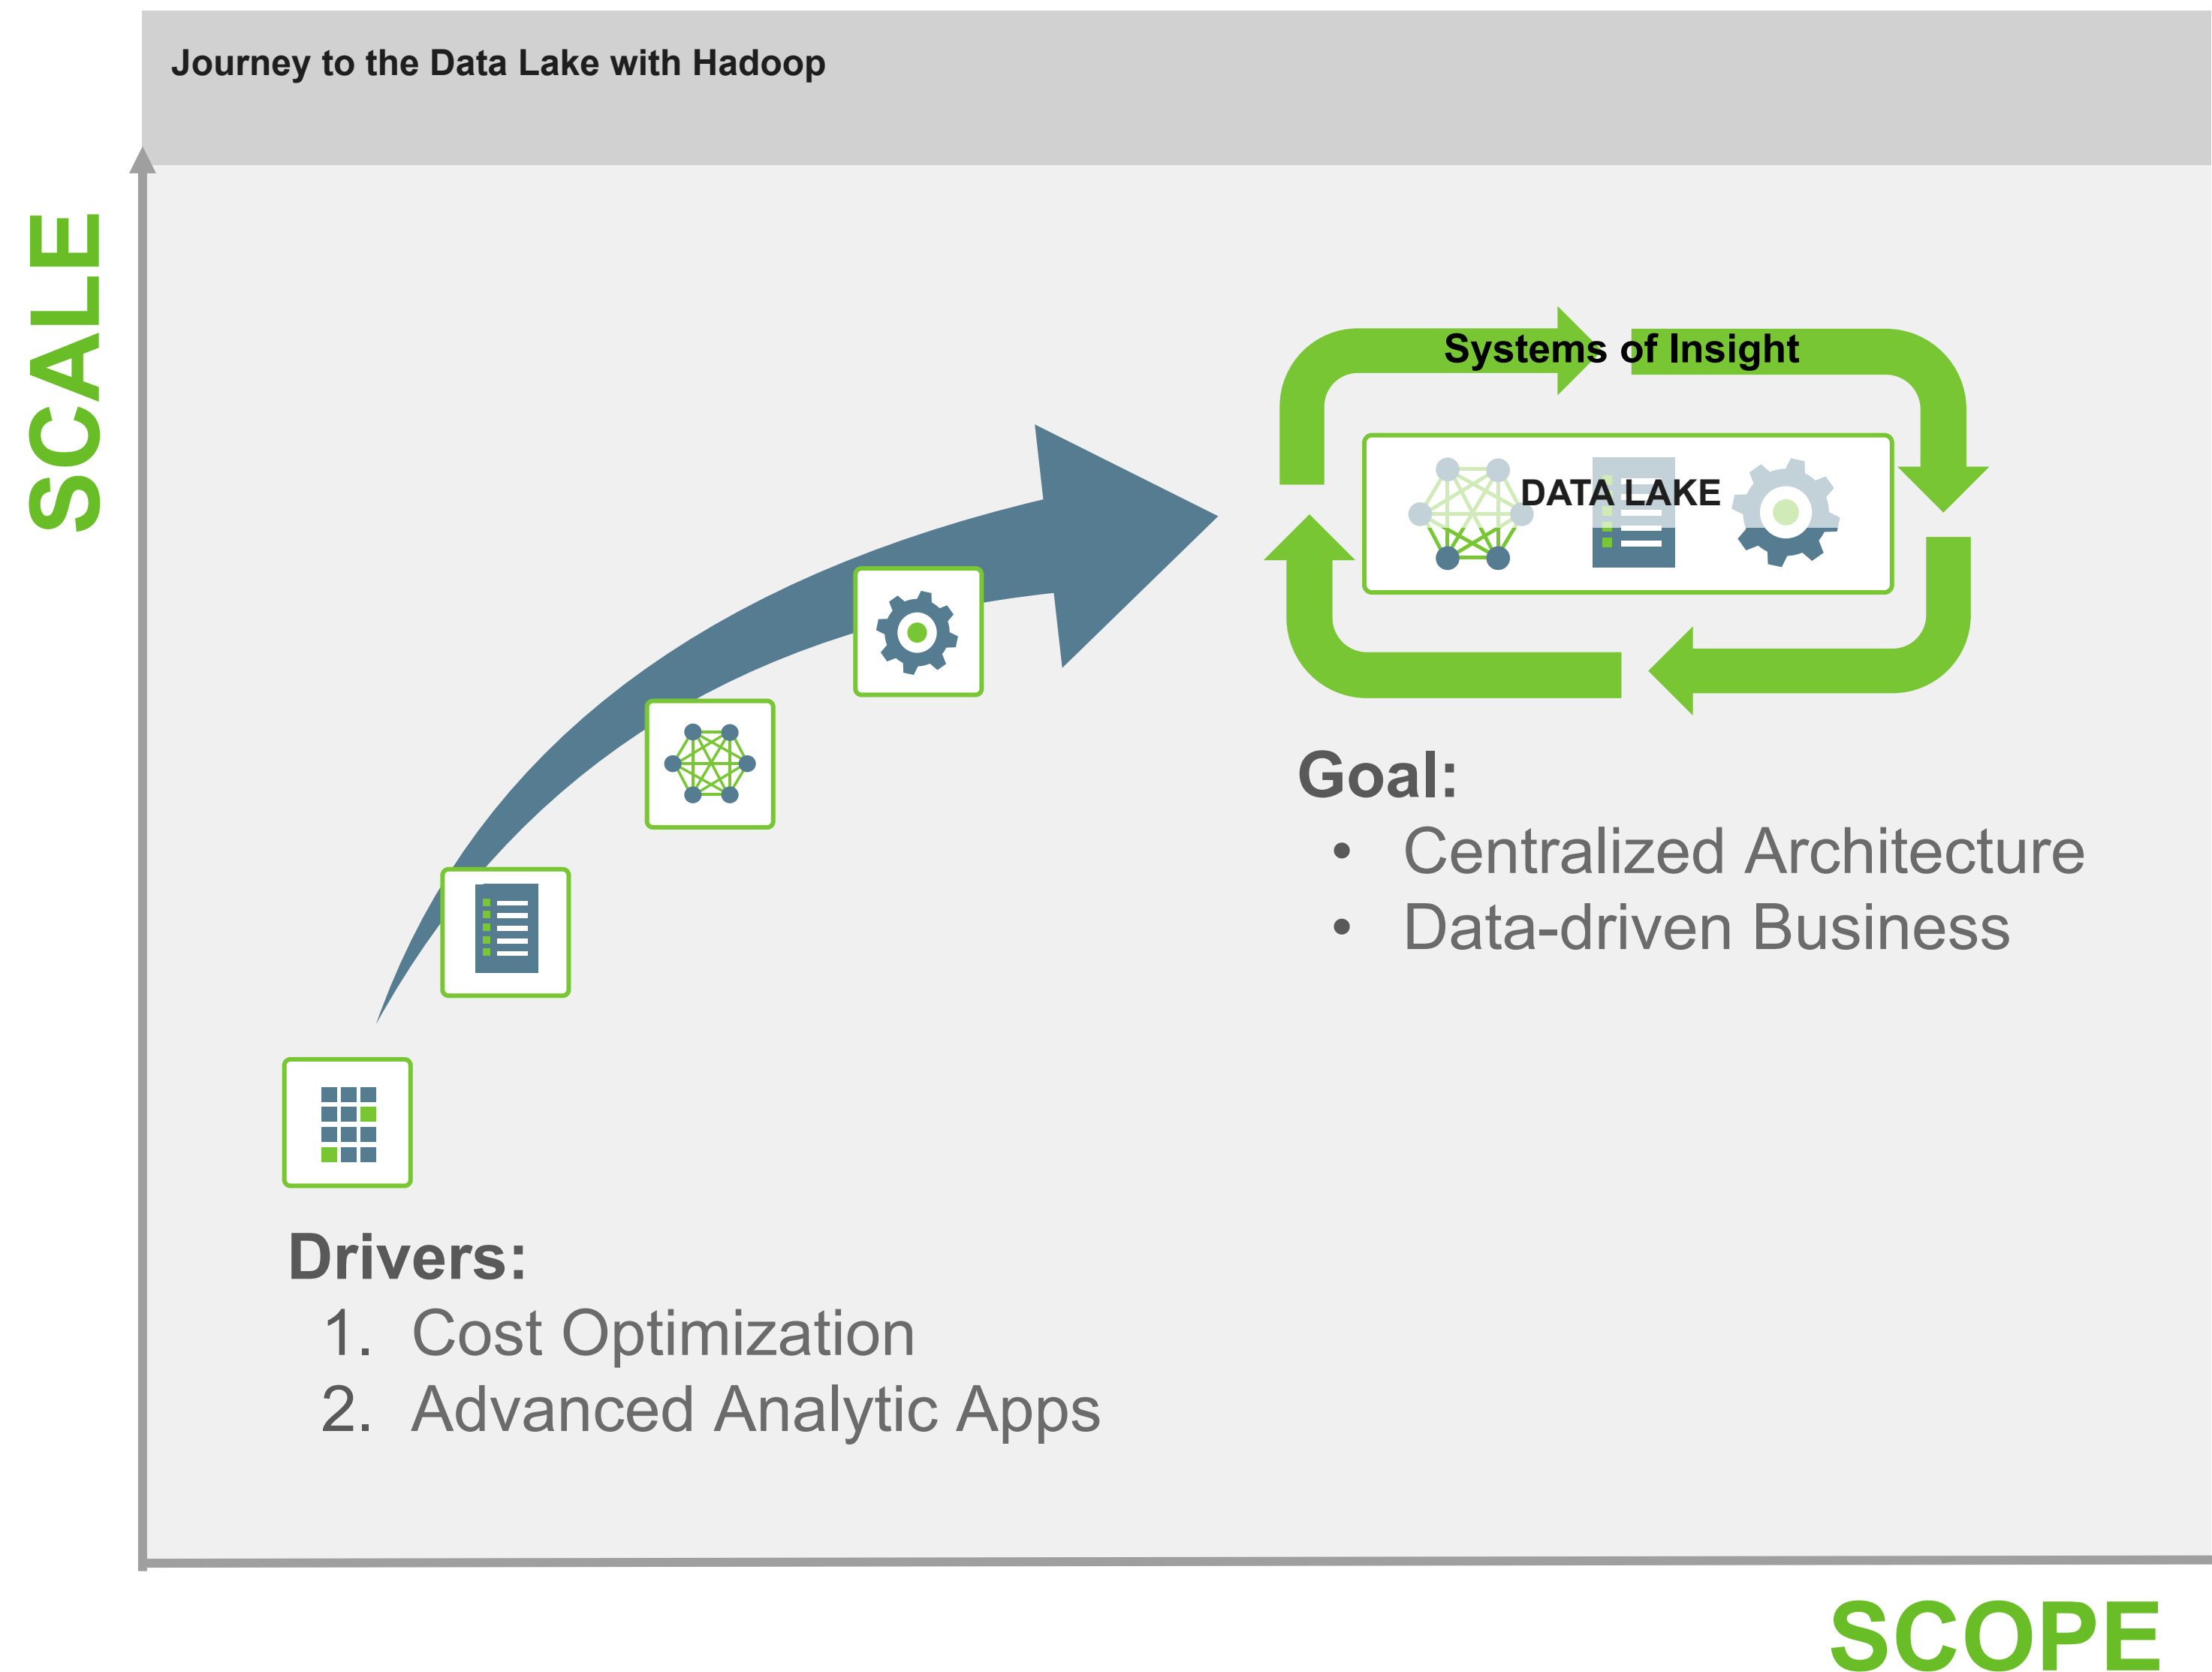 Journey to the Data Lake with Hadoop
SCALE
Systems of Insight
DATA LAKE
Goal:
• Centralized Architecture
• Data-driven Business
Drivers:
1. Cost Optimization
2. Advanced Analytic Apps
SCOPE